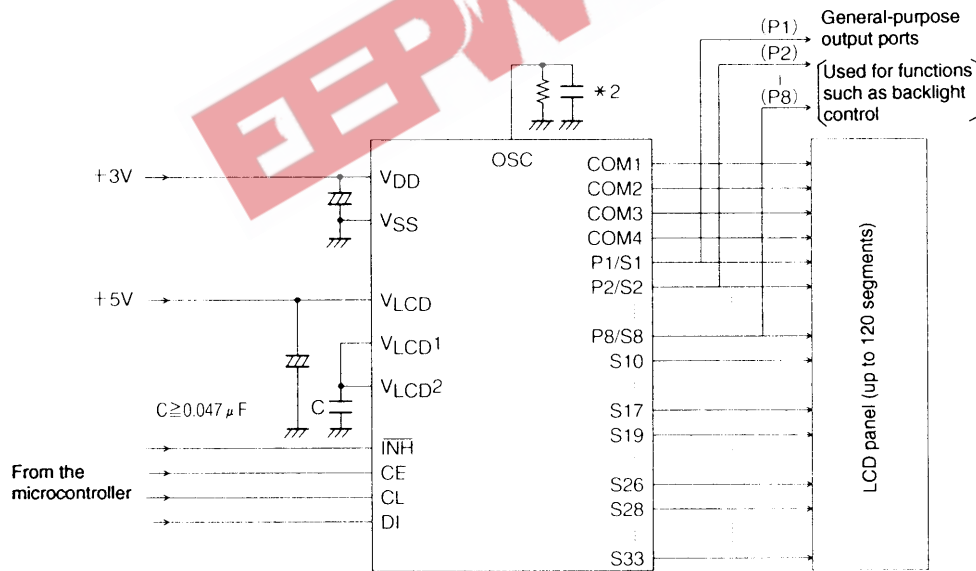 EEPW
(P1)
General-purpose
output ports
(P2)
(P8)
Used for functions
such as backlight
control
*2
OSC
+3V
VDD
VSS
+5V
VLCD
VLCD1
VLCD2
C≧0.047μF
C
INH
CE
CL
DI
From the
microcontroller
COM1
COM2
COM3
COM4
P1/S1
P2/S2
P8/S8
S10
S17
S19
S26
S28
S33
LCD panel (up to 120 segments)